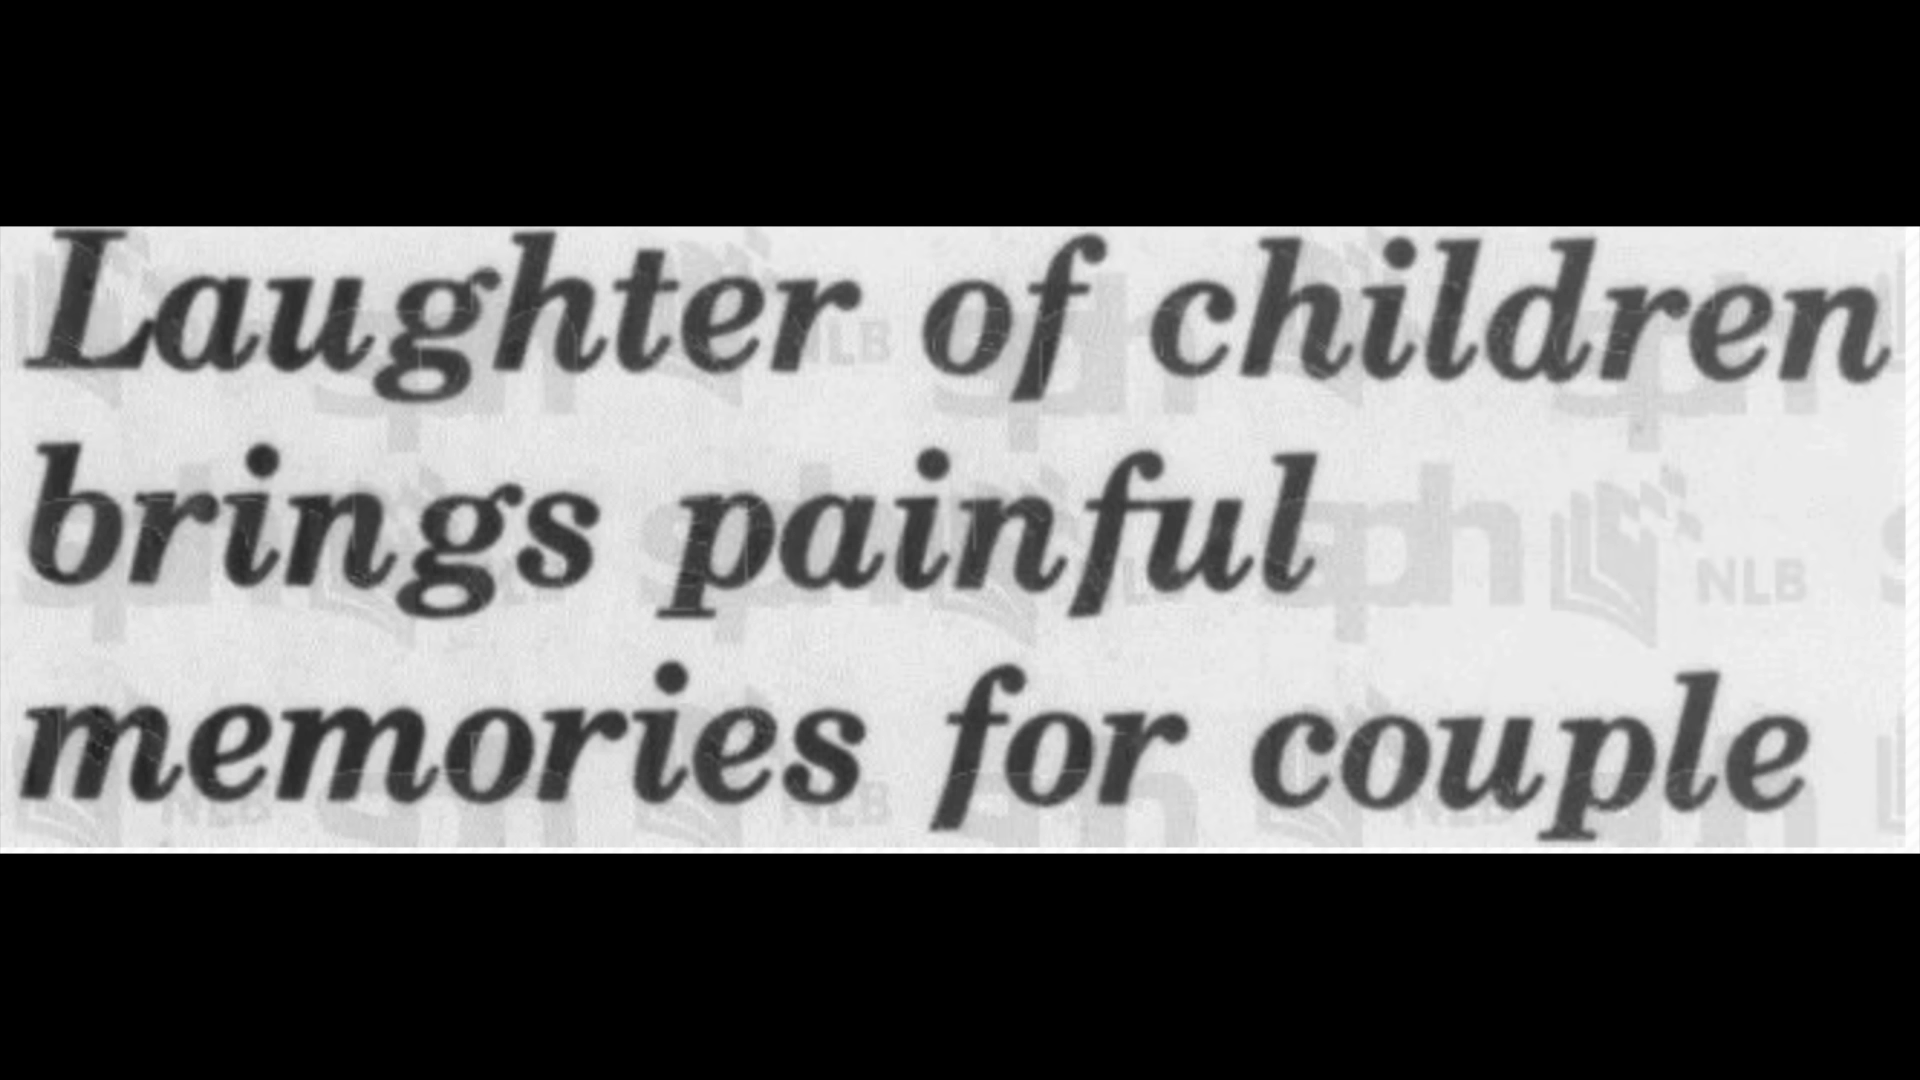 Laughter of children
brings painful
memories for couple